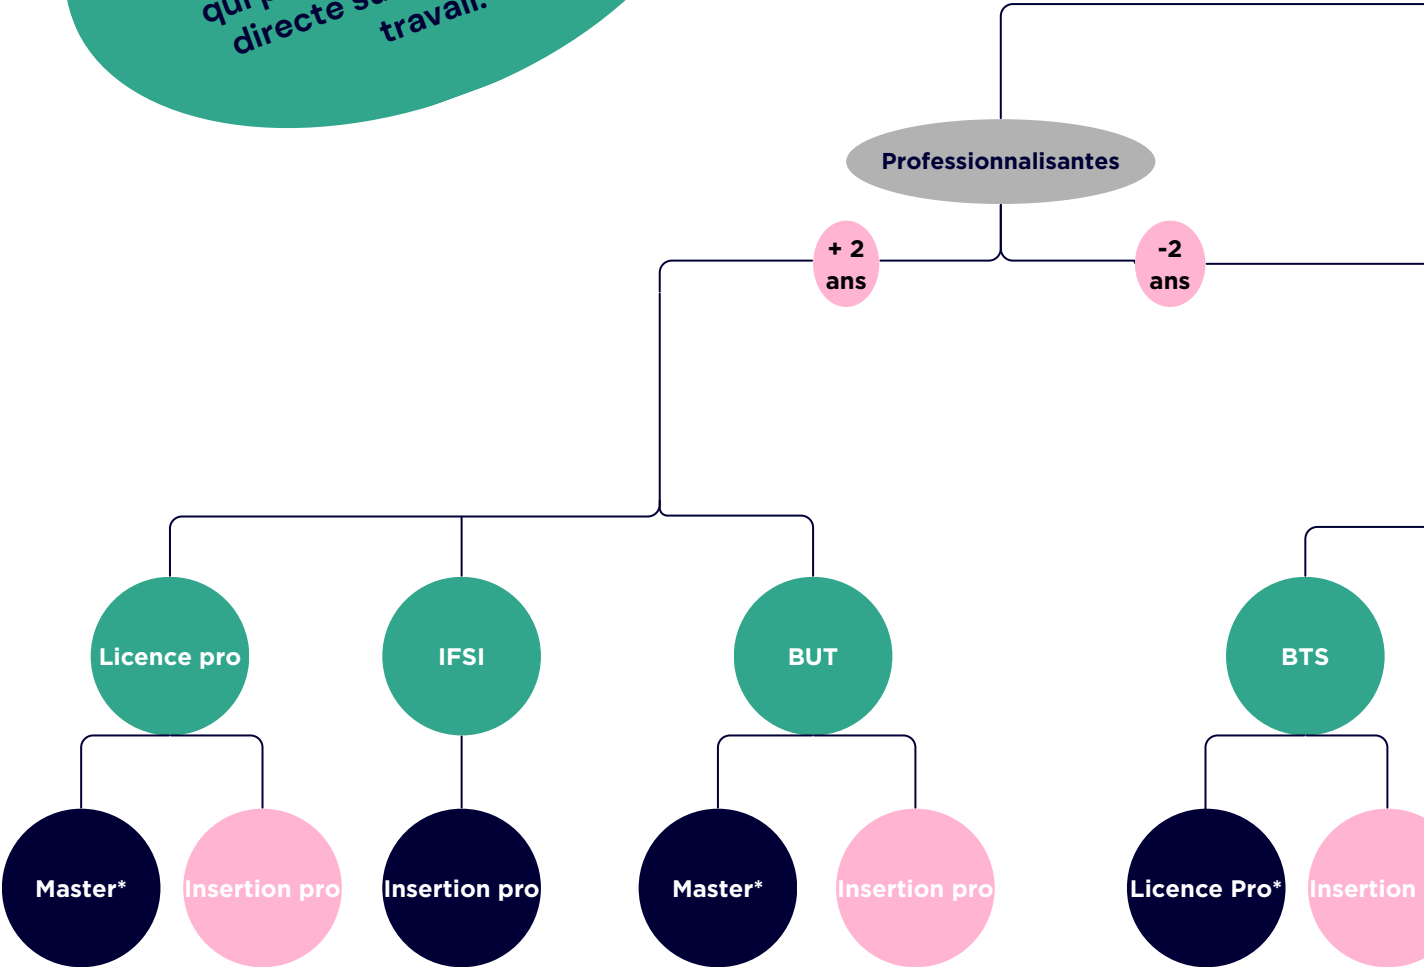 directe
travail.
Professionnalisantes
+ 2
ans
-2
ans
Licence pro
IFSI
BUT
BTS
Master*
Insertion pro
Insertion pro
Master*
Insertion pro
Licence Pro*
Insertion